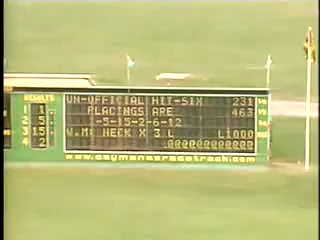 RESULTS
UN-OFFICIAL HIT-SIX 231
1 1 PLACINGS ARE 463
2 5 1-5-15-2-6-12
3 15 W.M: NECK X 3 L L1000
4 2 @@@@@@@@@@@
www.caymanasracetrack.com